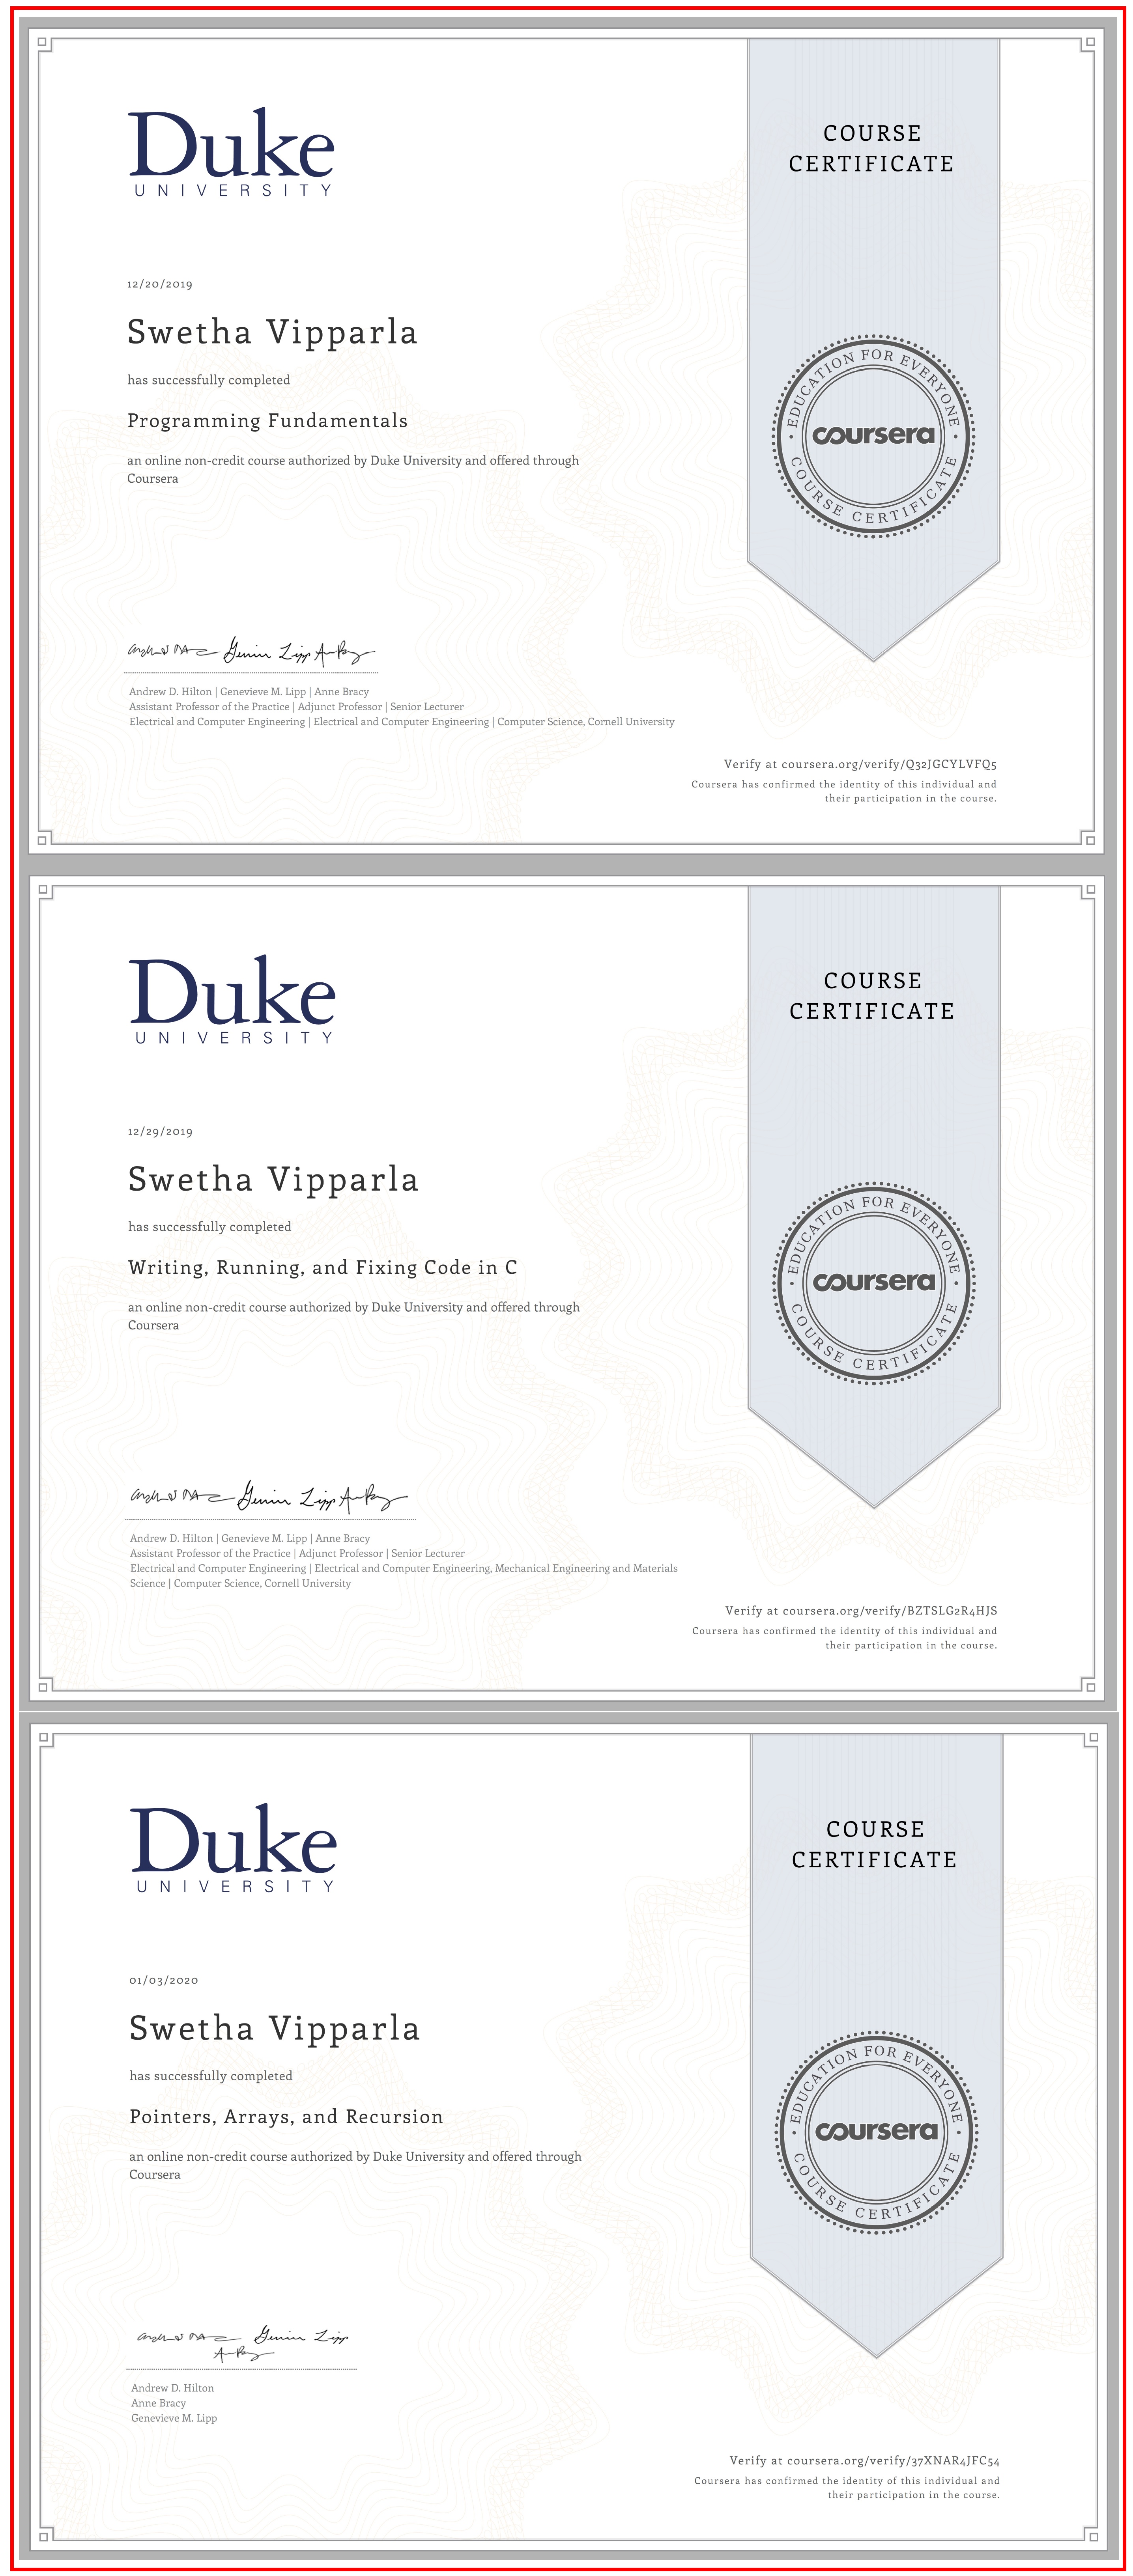 Duke
UNIVERSITY
COURSE
CERTIFICATE
12/20/2019
Swetha Vipparla
has successfully completed
Programming Fundamentals
an online non-credit course authorized by Duke University and offered through
Coursera
EDUCATION FOR EVERYONE
coursera
COURSE CERTIFICATE
Andrew D. Hilton | Genevieve M. Lipp | Anne Bracy
Assistant Professor of the Practice | Adjunct Professor | Senior Lecturer
Electrical and Computer Engineering | Electrical and Computer Engineering | Computer Science, Cornell University
Verify at coursera.org/verify/Q32JGCYLVFQ5
Coursera has confirmed the identity of this individual and
their participation in the course.
Duke
UNIVERSITY
COURSE
CERTIFICATE
12/29/2019
Swetha Vipparla
has successfully completed
Writing, Running, and Fixing Code in C
an online non-credit course authorized by Duke University and offered through
Coursera
EDUCATION FOR EVERYONE
coursera
COURSE CERTIFICATE
Andrew D. Hilton | Genevieve M. Lipp | Anne Bracy
Assistant Professor of the Practice | Adjunct Professor | Senior Lecturer
Electrical and Computer Engineering | Electrical and Computer Engineering, Mechanical Engineering and Materials
Science | Computer Science, Cornell University
Verify at coursera.org/verify/BZTSLG2R4HJS
Coursera has confirmed the identity of this individual and
their participation in the course.
Duke
UNIVERSITY
COURSE
CERTIFICATE
01/03/2020
Swetha Vipparla
has successfully completed
Pointers, Arrays, and Recursion
an online non-credit course authorized by Duke University and offered through
Coursera
EDUCATION FOR EVERYONE
coursera
COURSE CERTIFICATE
Andrew D. Hilton
Anne Bracy
Genevieve M. Lipp
Verify at coursera.org/verify/37XNAR4JFC54
Coursera has confirmed the identity of this individual and
their participation in the course.